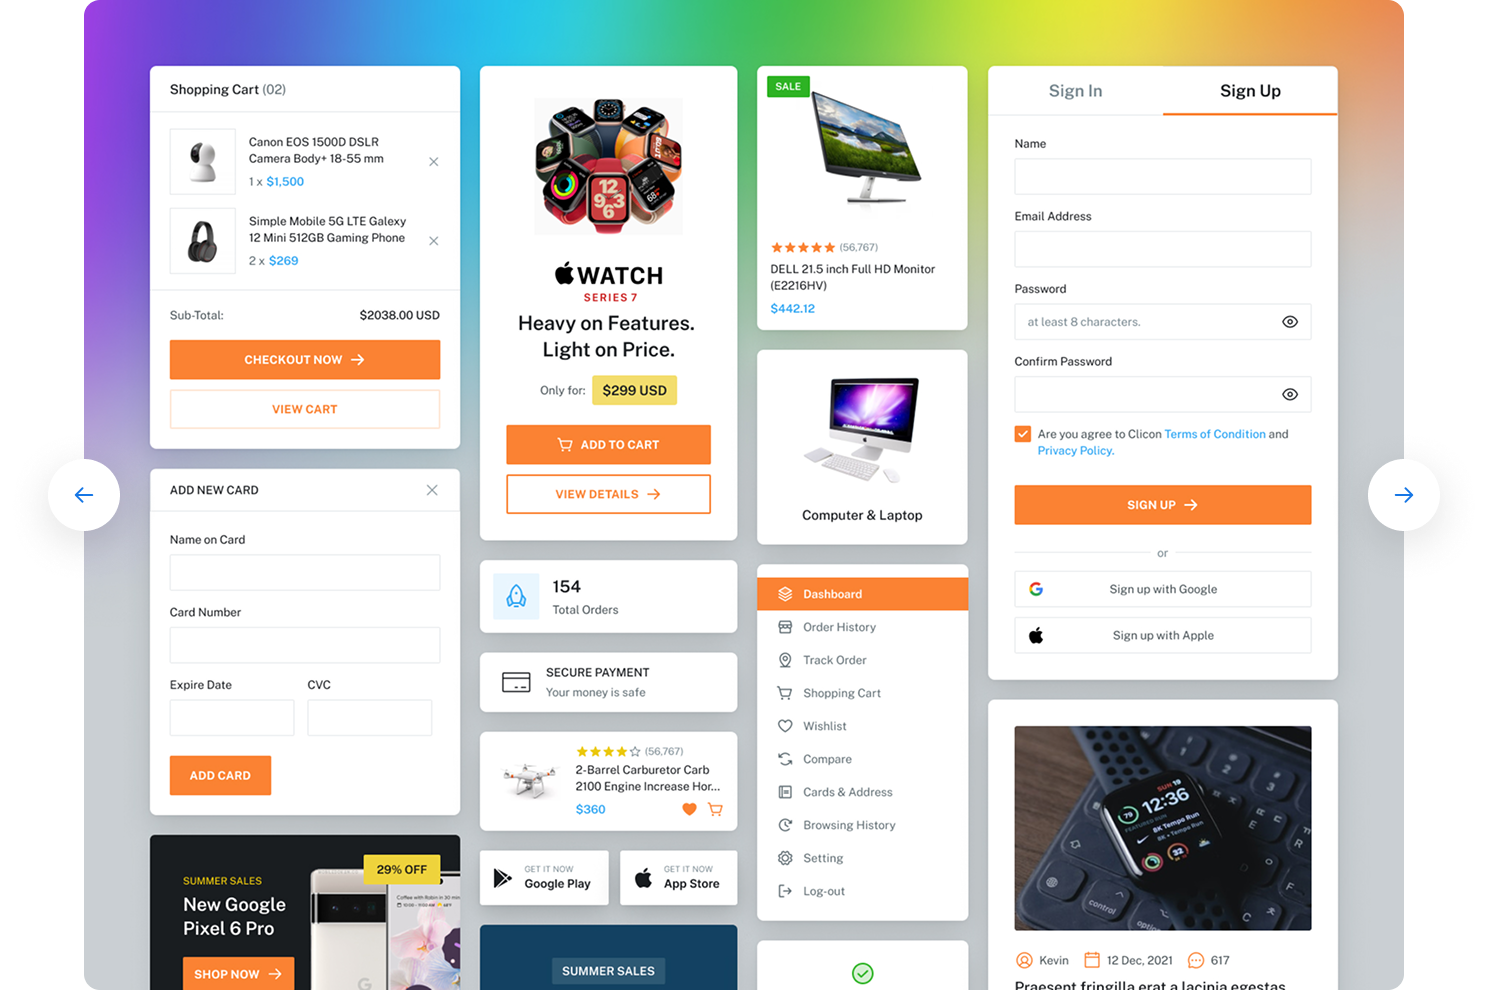 Shopping Cart (02)
Canon EOS 1500D DSLR
Camera Body+ 18-55 mm
1 x $1,500
Simple Mobile 5G LTE Galexy
12 Mini 512GB Gaming Phone
2 x $269
Sub-Total: $2038.00 USD
CHECKOUT NOW
VIEW CART
ADD NEW CARD
Name on Card
Card Number
Expire Date CVC
ADD CARD
SUMMER SALES
New Google
Pixel 6 Pro
SHOP NOW
29% OFF
WATCH
SERIES 7
Heavy on Features.
Light on Price.
Only for: $299 USD
ADD TO CART
VIEW DETAILS
154
Total Orders
SECURE PAYMENT
Your money is safe
(56,767)
2-Barrel Carburetor Carb
2100 Engine Increase Hor...
$360
GET IT NOW
Google Play
GET IT NOW
App Store
SUMMER SALES
SALE
(56,767)
DELL 21.5 inch Full HD Monitor
(E2216HV)
$442.12
Computer & Laptop
Dashboard
Order History
Track Order
Shopping Cart
Wishlist
Compare
Cards & Address
Browsing History
Setting
Log-out
Sign In Sign Up
Name
Email Address
Password
at least 8 characters.
Confirm Password
Are you agree to Clicon Terms of Condition and
Privacy Policy.
SIGN UP
or
Sign up with Google
Sign up with Apple
SUN 19
12:36
8K Tempo Run
control
option
Kevin 12 Dec, 2021 617
Praesent fringilla erat a lacinia egestas